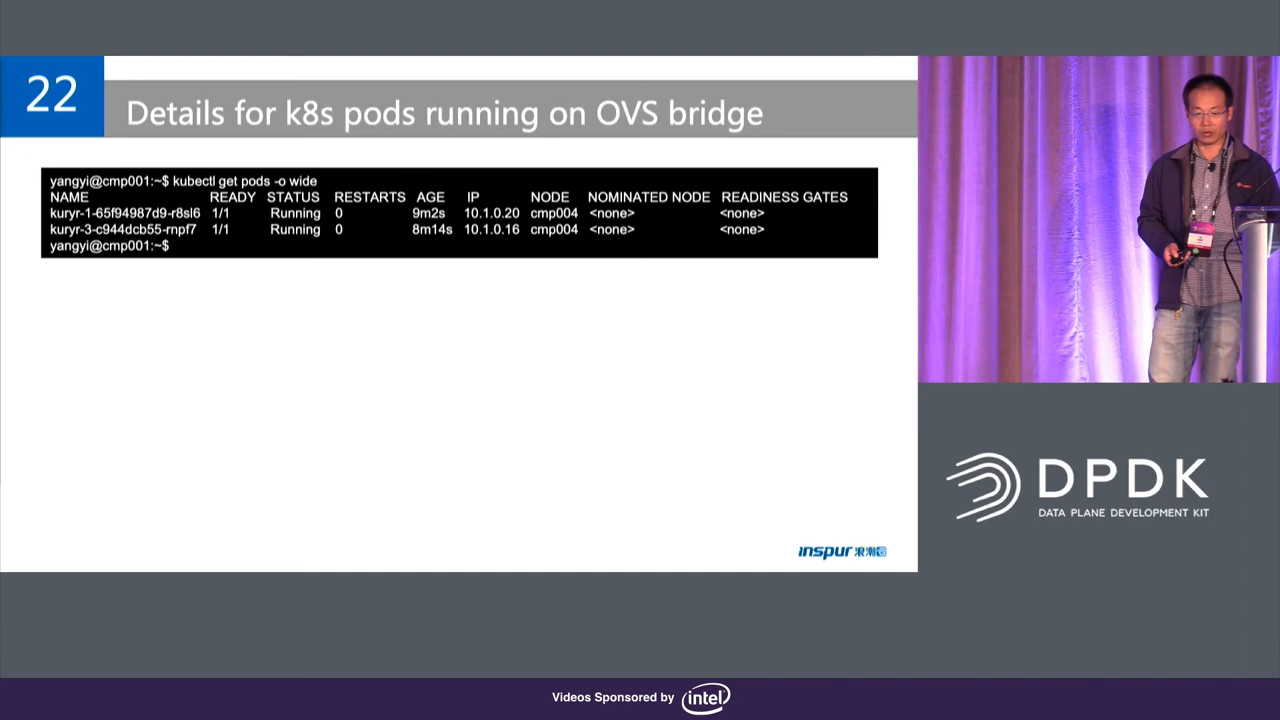 22
Details for k8s pods running on OVS bridge
yangyi@cmp001:~$ kubectl get pods -o wide
NAME READY STATUS RESTARTS AGE IP NODE NOMINATED NODE READINESS GATES
kuryr-1-65f94987d9-r8sl6 1/1 Running 0 9m2s 10.1.0.20 cmp004 <none> <none>
kuryr-3-c944dcb55-rnpf7 1/1 Running 0 8m14s 10.1.0.16 cmp004 <none> <none>
yangyi@cmp001:~$
inspur 浪潮
DPDK
DATA PLANE DEVELOPMENT KIT
Videos Sponsored by intel